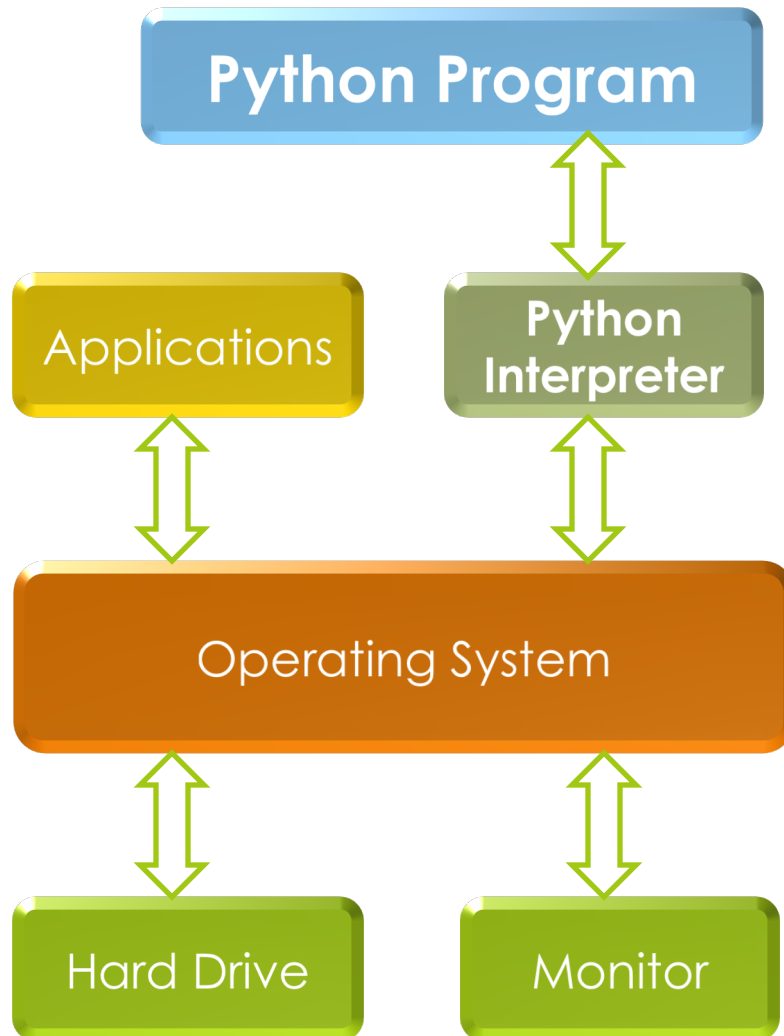 Python Program
Applications
Python
Interpreter
Operating System
Hard Drive
Monitor